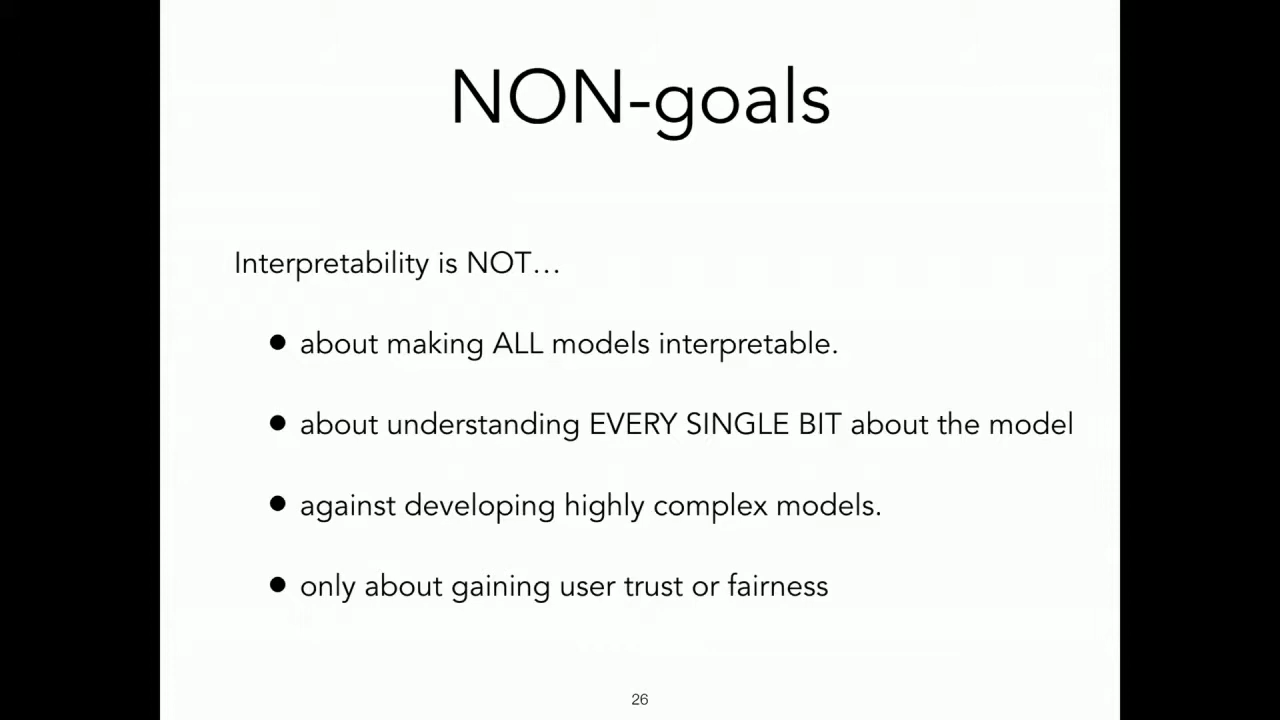 NON-goals
Interpretability is NOT…
● about making ALL models interpretable.
● about understanding EVERY SINGLE BIT about the model
● against developing highly complex models.
● only about gaining user trust or fairness
26